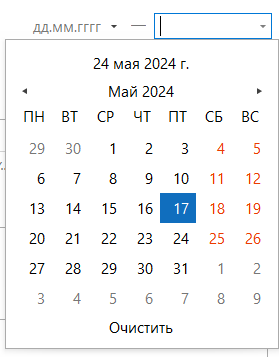 дд.мм.гггг —
24 мая 2024 г.
Май 2024
ПН ВТ СР ЧТ ПТ СБ ВС
29 30 1 2 3 4 5
6 7 8 9 10 11 12
13 14 15 16 17 18 19
20 21 22 23 24 25 26
27 28 29 30 31 1 2
3 4 5 6 7 8 9
Очистить